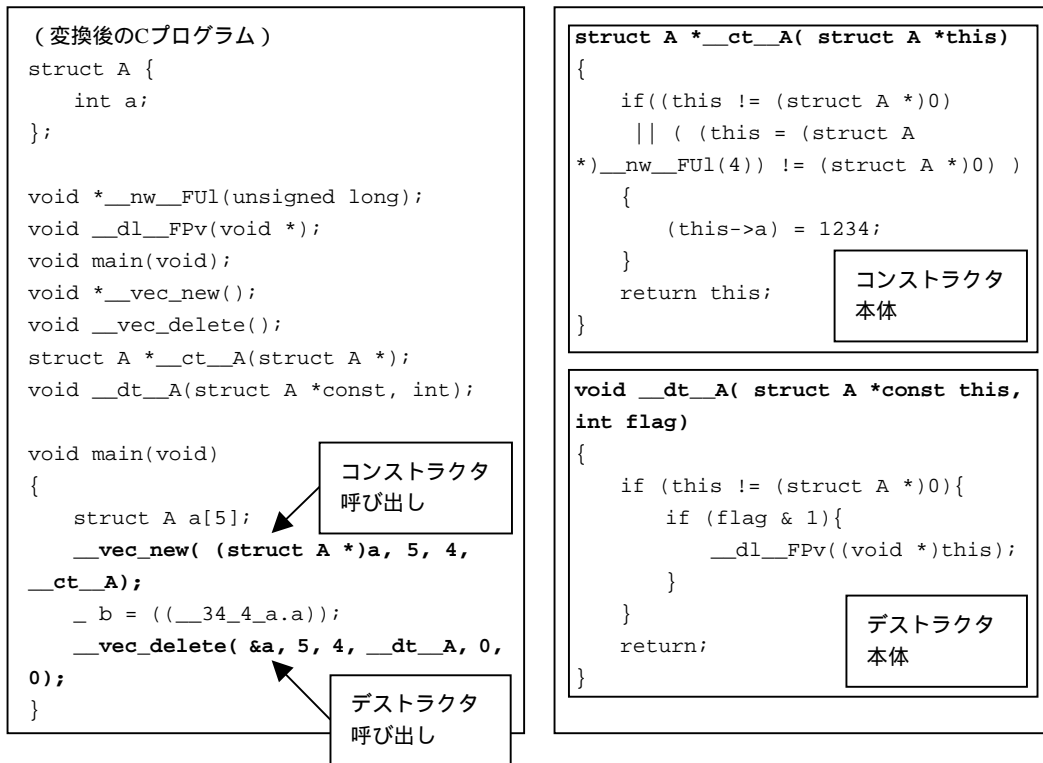 （変換後のCプログラム）
struct A {
int a;
};
void *__nw__FUl(unsigned long);
void __dl__FPv(void *);
void main(void);
void *__vec_new();
void __vec_delete();
struct A *__ct__A(struct A *);
void __dt__A(struct A *const, int);
void main(void)
{
コンストラクタ
呼び出し
struct A a[5];
__vec_new( (struct A *)a, 5, 4,
__ct__A);
_ b = ((__34_4_a.a));
__vec_delete( &a, 5, 4, __dt__A, 0,
0);
}
デストラクタ
呼び出し
struct A *__ct__A( struct A *this)
{
if((this != (struct A *)0)
|| ( (this = (struct A
*)__nw__FUl(4)) != (struct A *)0) )
{
(this->a) = 1234;
}
return this;
}
コンストラクタ
本体
void __dt__A( struct A *const this,
int flag)
{
if (this != (struct A *)0){
if (flag & 1){
__dl__FPv((void *)this);
}
}
return;
}
デストラクタ
本体